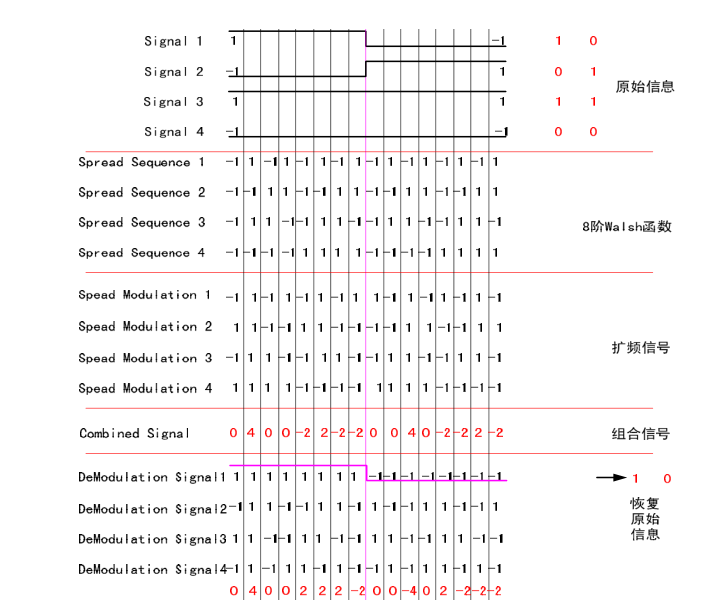 Signal 1 1 -1 1 0
Signal 2 -1 1 0 1
Signal 3 1 1 1 1
原始信息
Signal 4 -1 -1 0 0
Spread Sequence 1 -1 1 -1 1 -1 1 -1 1 -1 1 -1 1 -1 1 -1 1
Spread Sequence 2 -1 -1 1 1 -1 -1 1 1 -1 -1 1 1 -1 -1 1 1
Spread Sequence 3 -1 1 1 -1 -1 1 1 -1 -1 1 1 -1 -1 1 1 -1
8阶Walsh函数
Spread Sequence 4 -1 -1 -1 -1 1 1 1 1 -1 -1 -1 -1 1 1 1 1
Spead Modulation 1 -1 1 -1 1 -1 1 -1 1 1 -1 1 -1 1 -1 1 -1
Spead Modulation 2 1 1 -1 -1 1 1 -1 -1 -1 -1 1 1 -1 -1 1 1
扩频信号
Spead Modulation 3 -1 1 1 -1 -1 1 1 -1 -1 1 1 -1 -1 1 1 -1
Spead Modulation 4 1 1 1 1 -1 -1 -1 -1 1 1 1 1 -1 -1 -1 -1
Combined Signal 0 4 0 0 -2 2 -2 -2 0 0 4 0 -2 -2 2 -2 组合信号
DeModulation Signal1 1 1 1 1 1 1 1 1 -1 -1 -1 -1 -1 -1 -1 -1 1 0
DeModulation Signal2 -1 1 1 -1 -1 1 1 -1 1 -1 -1 1 1 -1 -1 1
恢复
原始
信息
DeModulation Signal3 1 1 -1 -1 1 1 -1 -1 1 1 -1 -1 1 1 -1 -1
DeModulation Signal4 -1 1 -1 1 1 -1 1 -1 -1 1 -1 1 1 -1 1 -1
0 4 0 0 2 2 2 -2 0 0 -4 0 2 -2 -2 -2